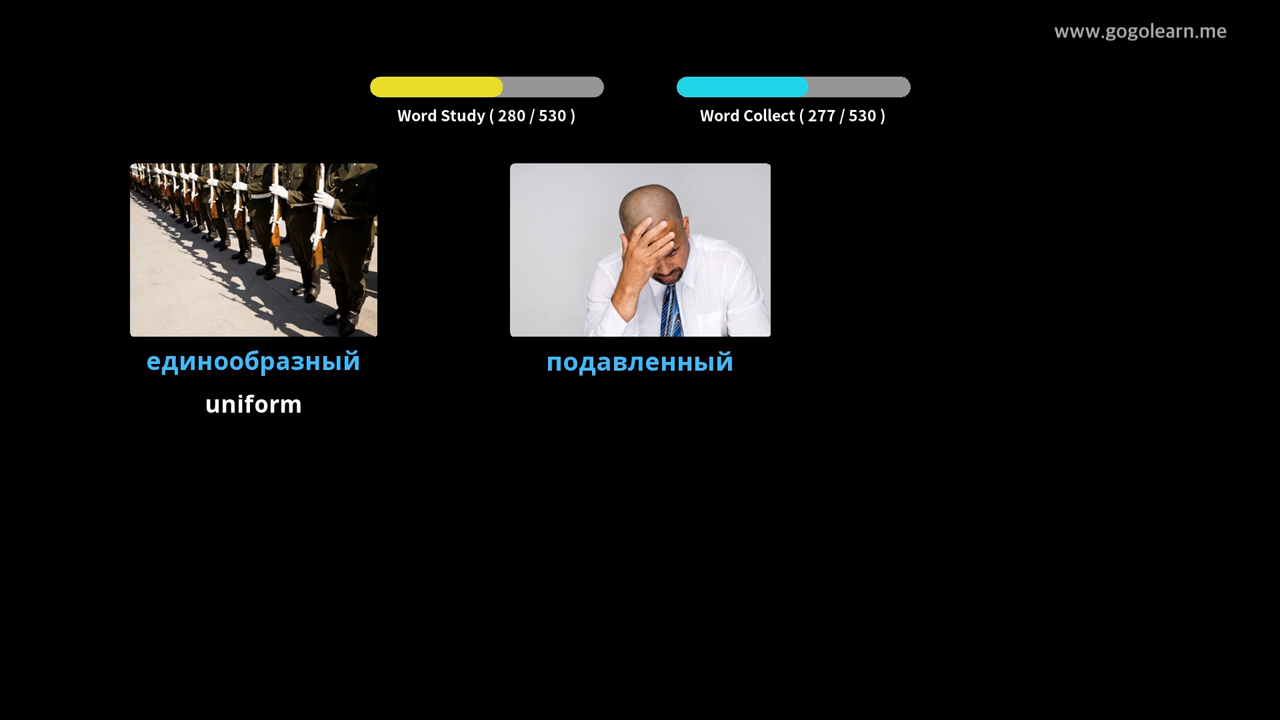 www.gogolearn.me
Word Study ( 280 / 530 )
Word Collect ( 277 / 530 )
единообразный
uniform
подавленный